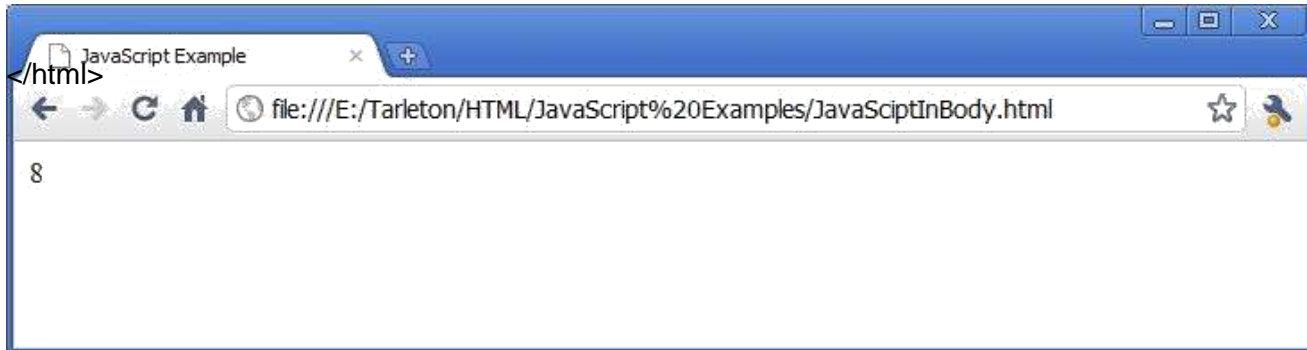 JavaScript Example
</html>
file:///E:/Tarleton/HTML/JavaScript%20Examples/JavaSciptInBody.html
8